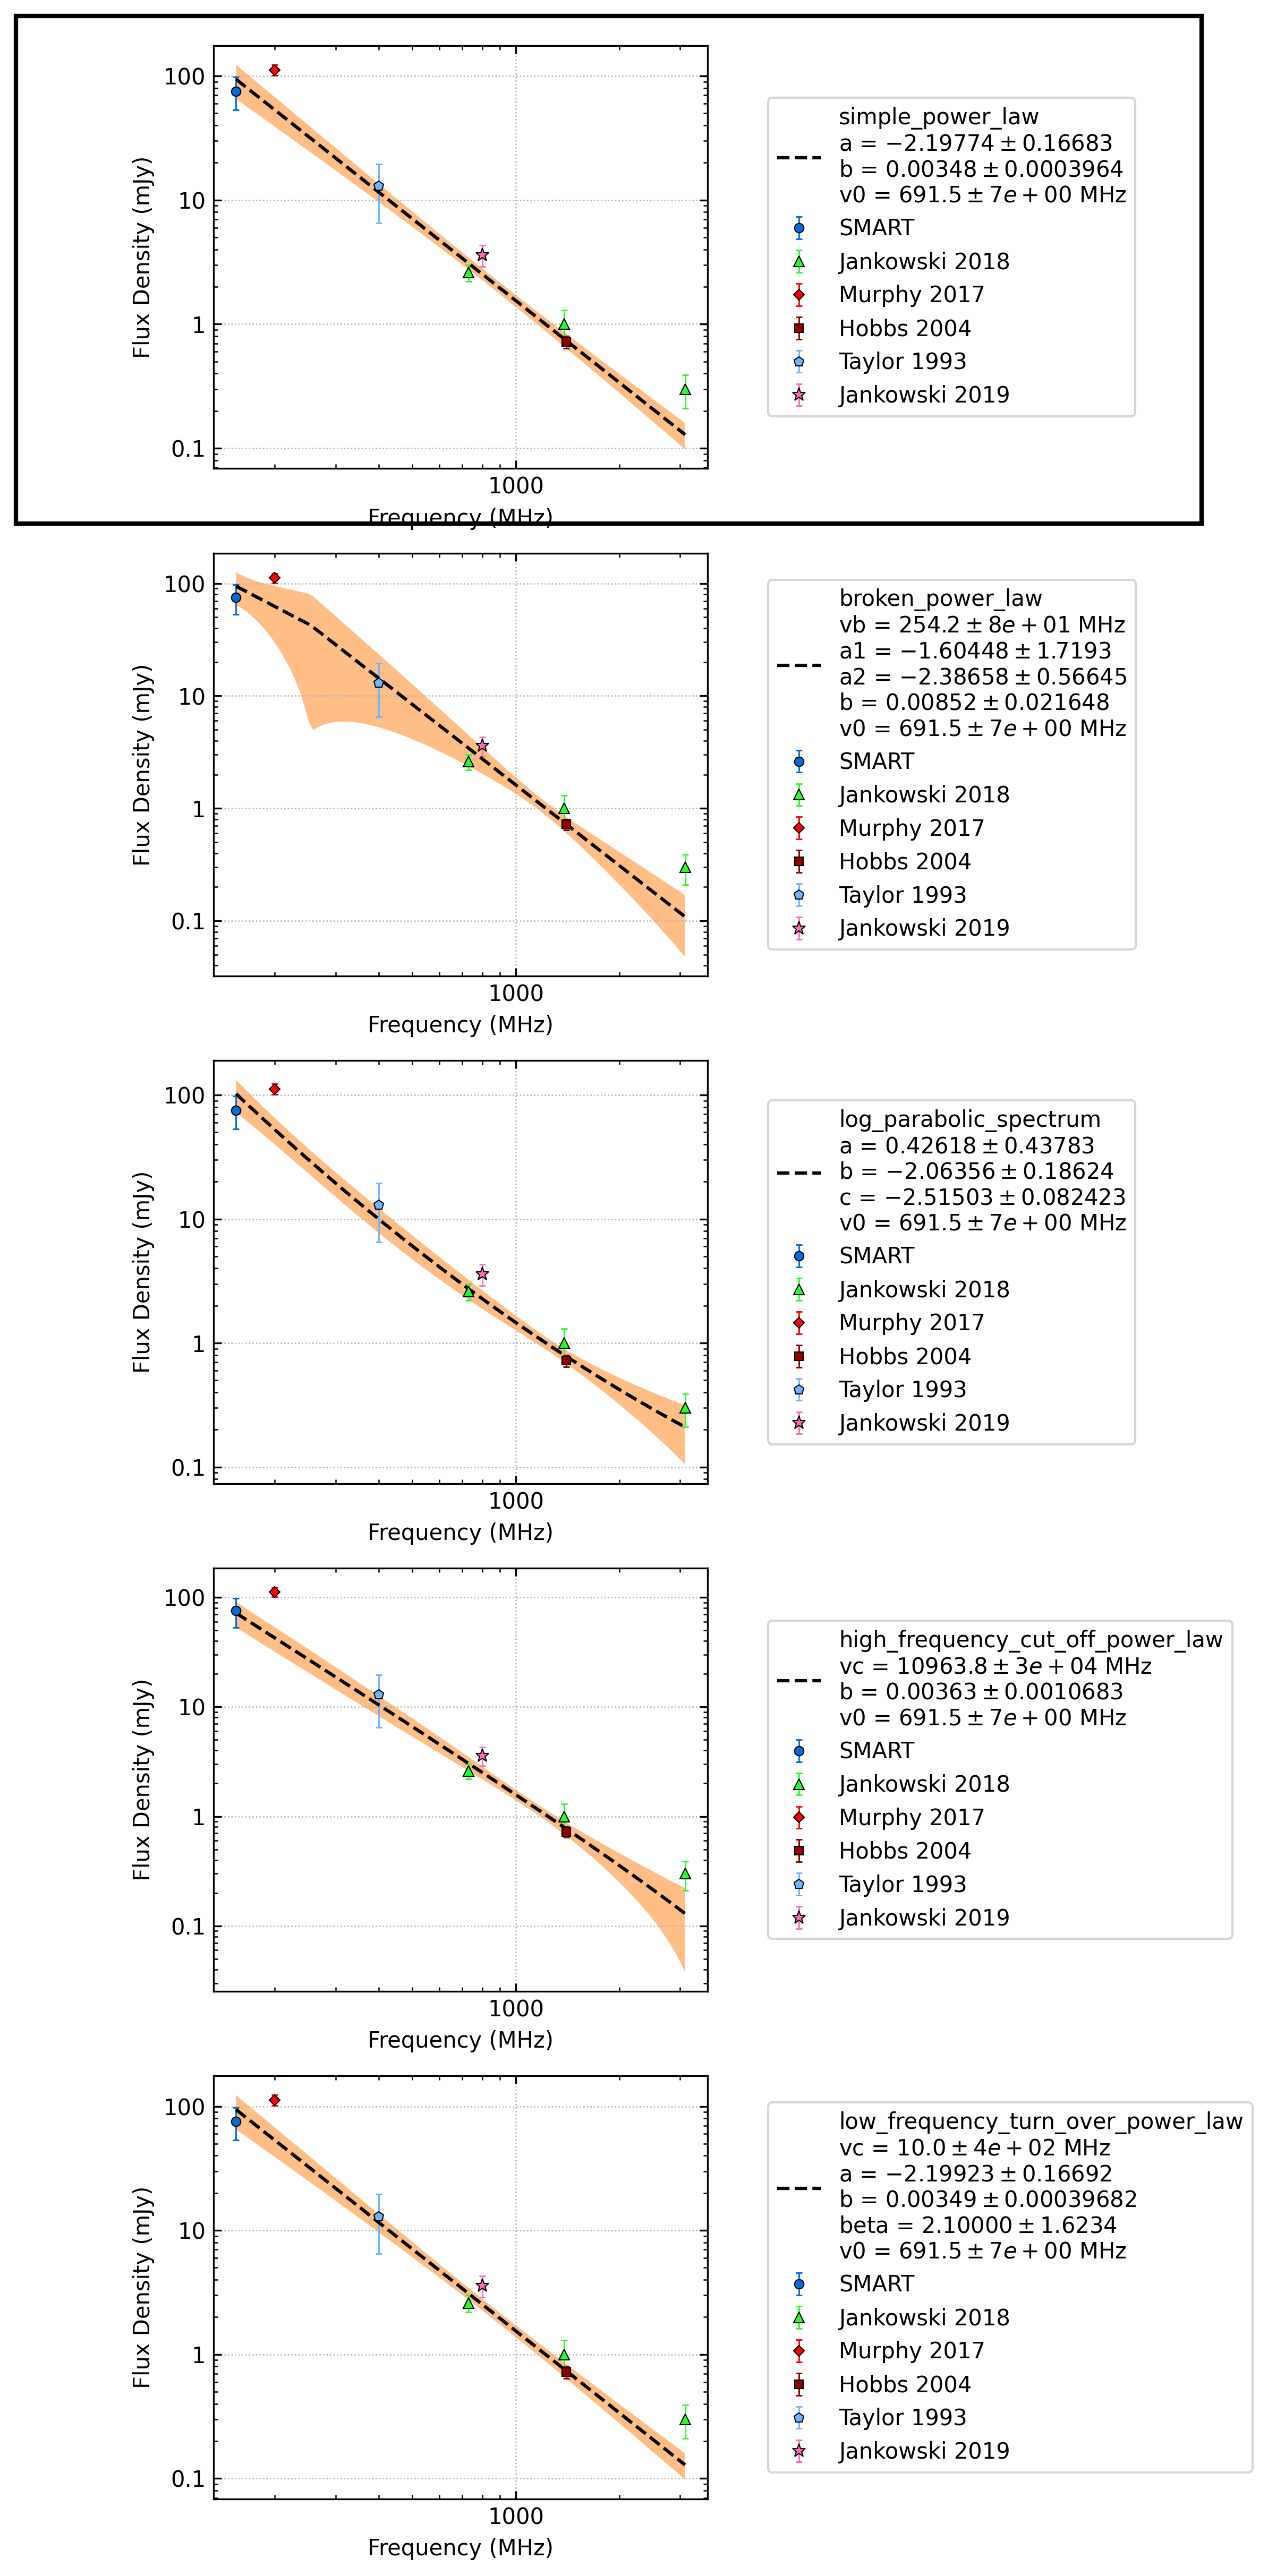 100
10
1
0.1
Flux Density (mJy)
1000
Frequency (MHz)
simple_power_law
a = −2.19774 ± 0.16683
b = 0.00348 ± 0.0003964
v0 = 691.5 ± 7e + 00 MHz
SMART
Jankowski 2018
Murphy 2017
Hobbs 2004
Taylor 1993
Jankowski 2019
100
10
1
0.1
Flux Density (mJy)
1000
Frequency (MHz)
broken_power_law
vb = 254.2 ± 8e + 01 MHz
a1 = −1.60448 ± 1.7193
a2 = −2.38658 ± 0.56645
b = 0.00852 ± 0.021648
v0 = 691.5 ± 7e + 00 MHz
SMART
Jankowski 2018
Murphy 2017
Hobbs 2004
Taylor 1993
Jankowski 2019
100
10
1
0.1
Flux Density (mJy)
1000
Frequency (MHz)
log_parabolic_spectrum
a = 0.42618 ± 0.43783
b = −2.06356 ± 0.18624
c = −2.51503 ± 0.082423
v0 = 691.5 ± 7e + 00 MHz
SMART
Jankowski 2018
Murphy 2017
Hobbs 2004
Taylor 1993
Jankowski 2019
100
10
1
0.1
Flux Density (mJy)
1000
Frequency (MHz)
high_frequency_cut_off_power_law
vc = 10963.8 ± 3e + 04 MHz
b = 0.00363 ± 0.0010683
v0 = 691.5 ± 7e + 00 MHz
SMART
Jankowski 2018
Murphy 2017
Hobbs 2004
Taylor 1993
Jankowski 2019
100
10
1
0.1
Flux Density (mJy)
1000
Frequency (MHz)
low_frequency_turn_over_power_law
vc = 10.0 ± 4e + 02 MHz
a = −2.19923 ± 0.16692
b = 0.00349 ± 0.00039682
beta = 2.10000 ± 1.6234
v0 = 691.5 ± 7e + 00 MHz
SMART
Jankowski 2018
Murphy 2017
Hobbs 2004
Taylor 1993
Jankowski 2019